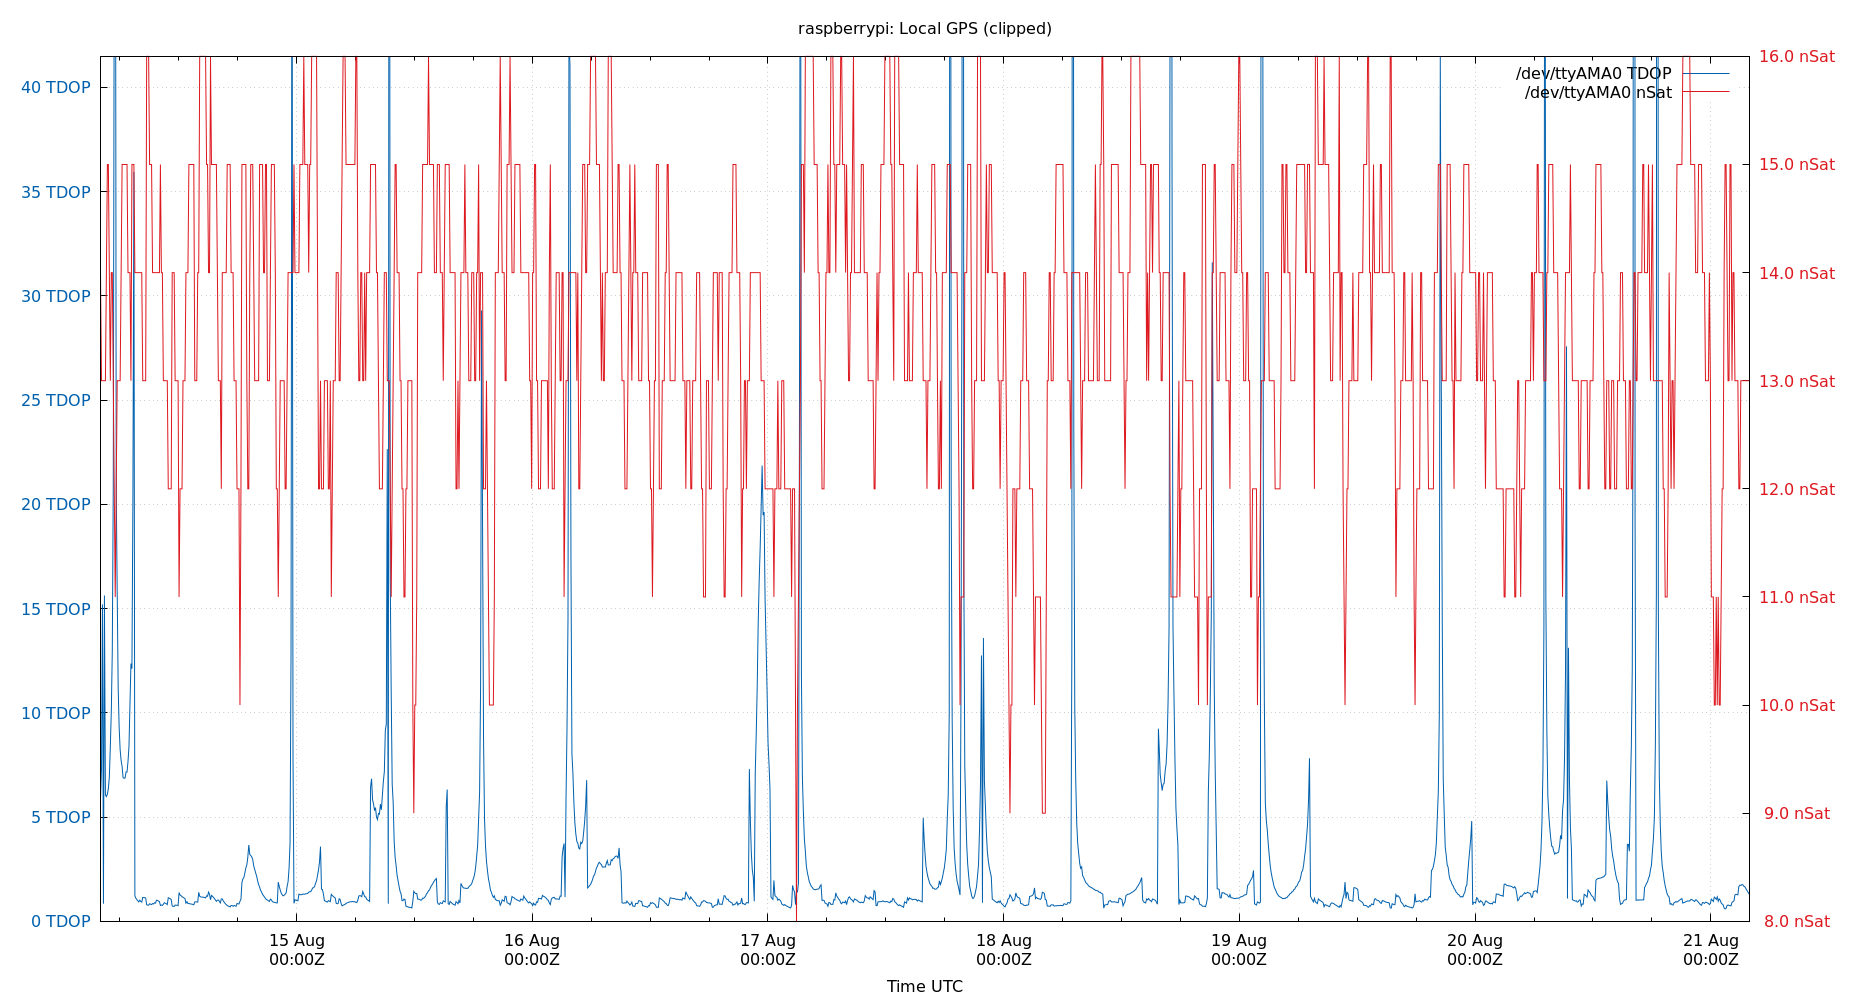 raspberrypi: Local GPS (clipped)
/dev/ttyAMA0 TDOP
/dev/ttyAMA0 nSat
40 TDOP
35 TDOP
30 TDOP
25 TDOP
20 TDOP
15 TDOP
10 TDOP
5 TDOP
0 TDOP
16.0 nSat
15.0 nSat
14.0 nSat
13.0 nSat
12.0 nSat
11.0 nSat
10.0 nSat
9.0 nSat
8.0 nSat
15 Aug 16 Aug 17 Aug 18 Aug 19 Aug 20 Aug 21 Aug
00:00Z 00:00Z 00:00Z 00:00Z 00:00Z 00:00Z 00:00Z
Time UTC